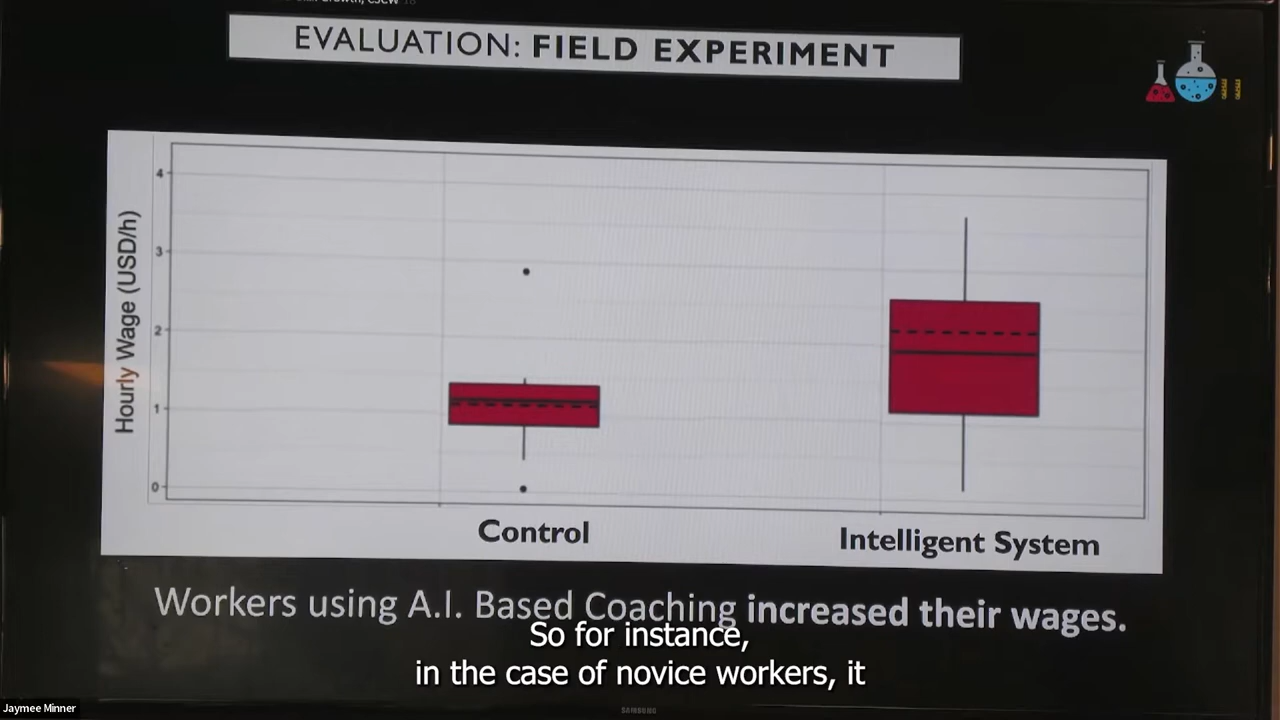 EVALUATION: FIELD EXPERIMENT
4
3
2
1
0
Hourly Wage (USD/h)
Control
Intelligent System
Workers using A.I. Based Coaching increased their wages.
So for instance,
in the case of novice workers, it
Jaymee Minner
SAMSUNG